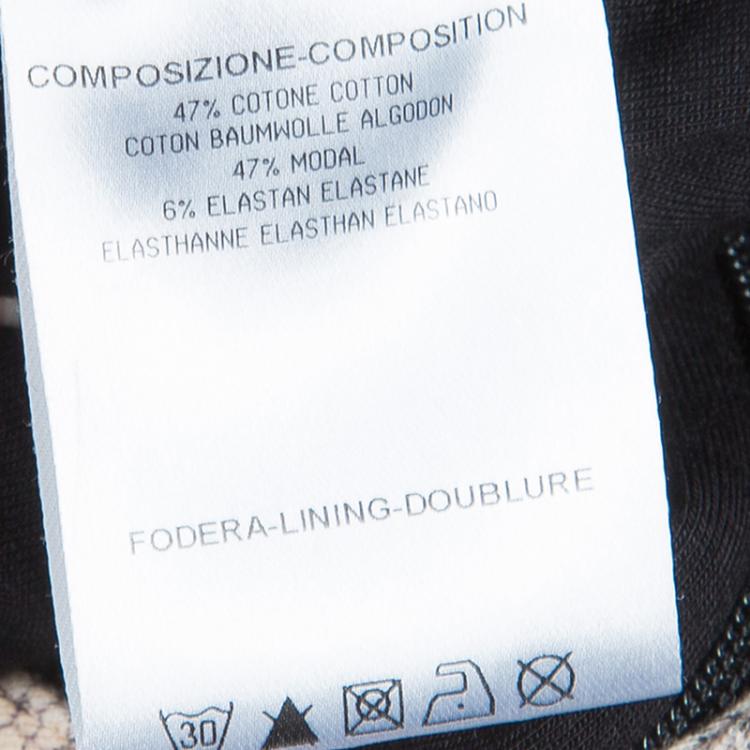 COMPOSIZIONE-COMPOSITION
47% COTONE COTTON
COTON BAUMWOLLE ALGODON
47% MODAL
6% ELASTAN ELASTANE
ELASTHANNE ELASTHAN ELASTANO
FODERA-LINING-DOUBLURE
30